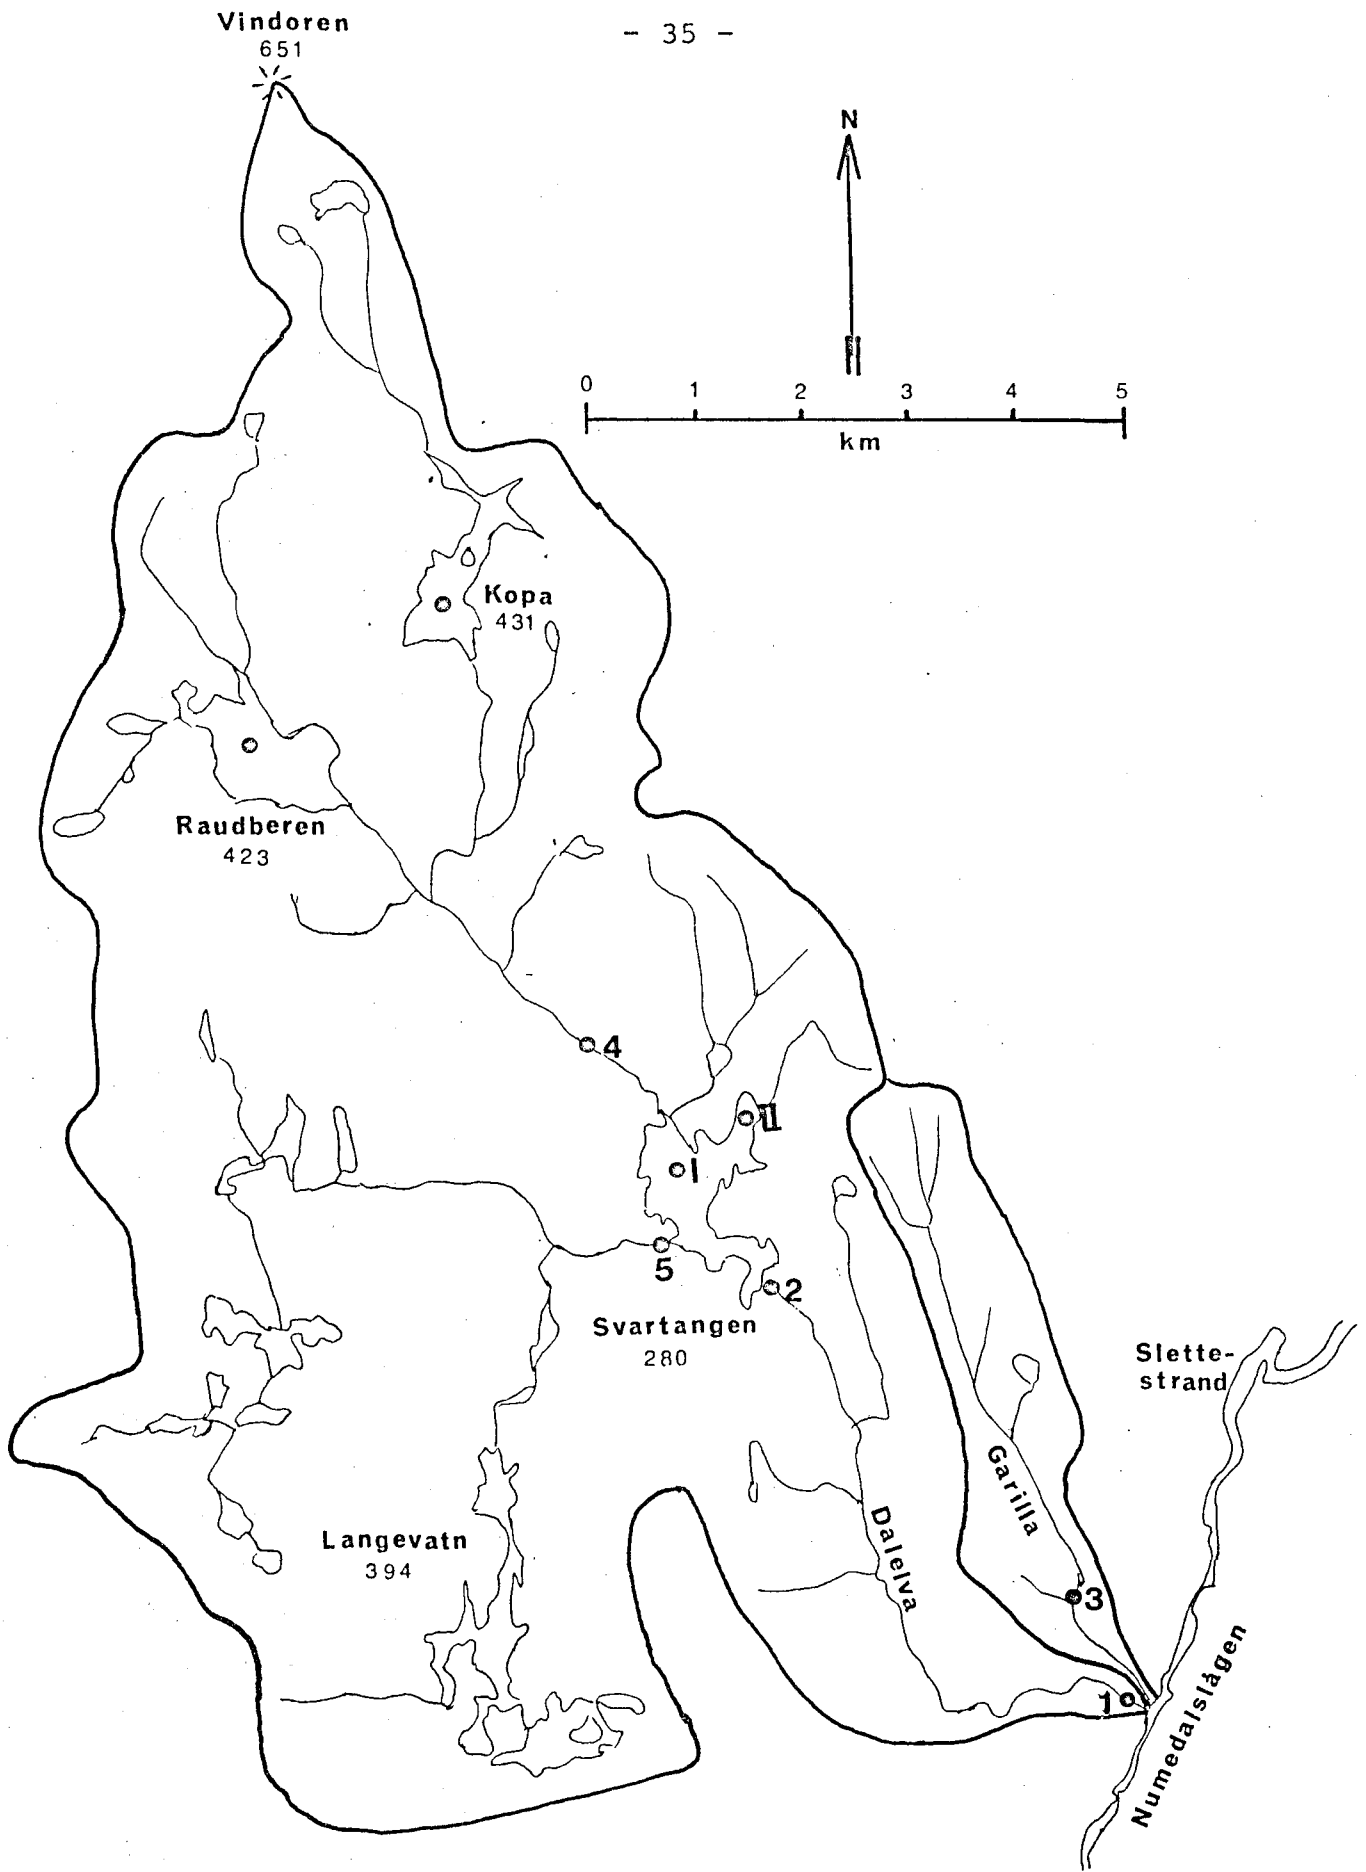 - 35 -
Vindoren
651
N
0 1 2 3 4 5
km
Kopa
431
Raudberen
423
4
II
I
5
2
Svartangen
280
Slette-
strand
Garilla
Langevatn
394
Dalelva
3
1
Numedalslågen